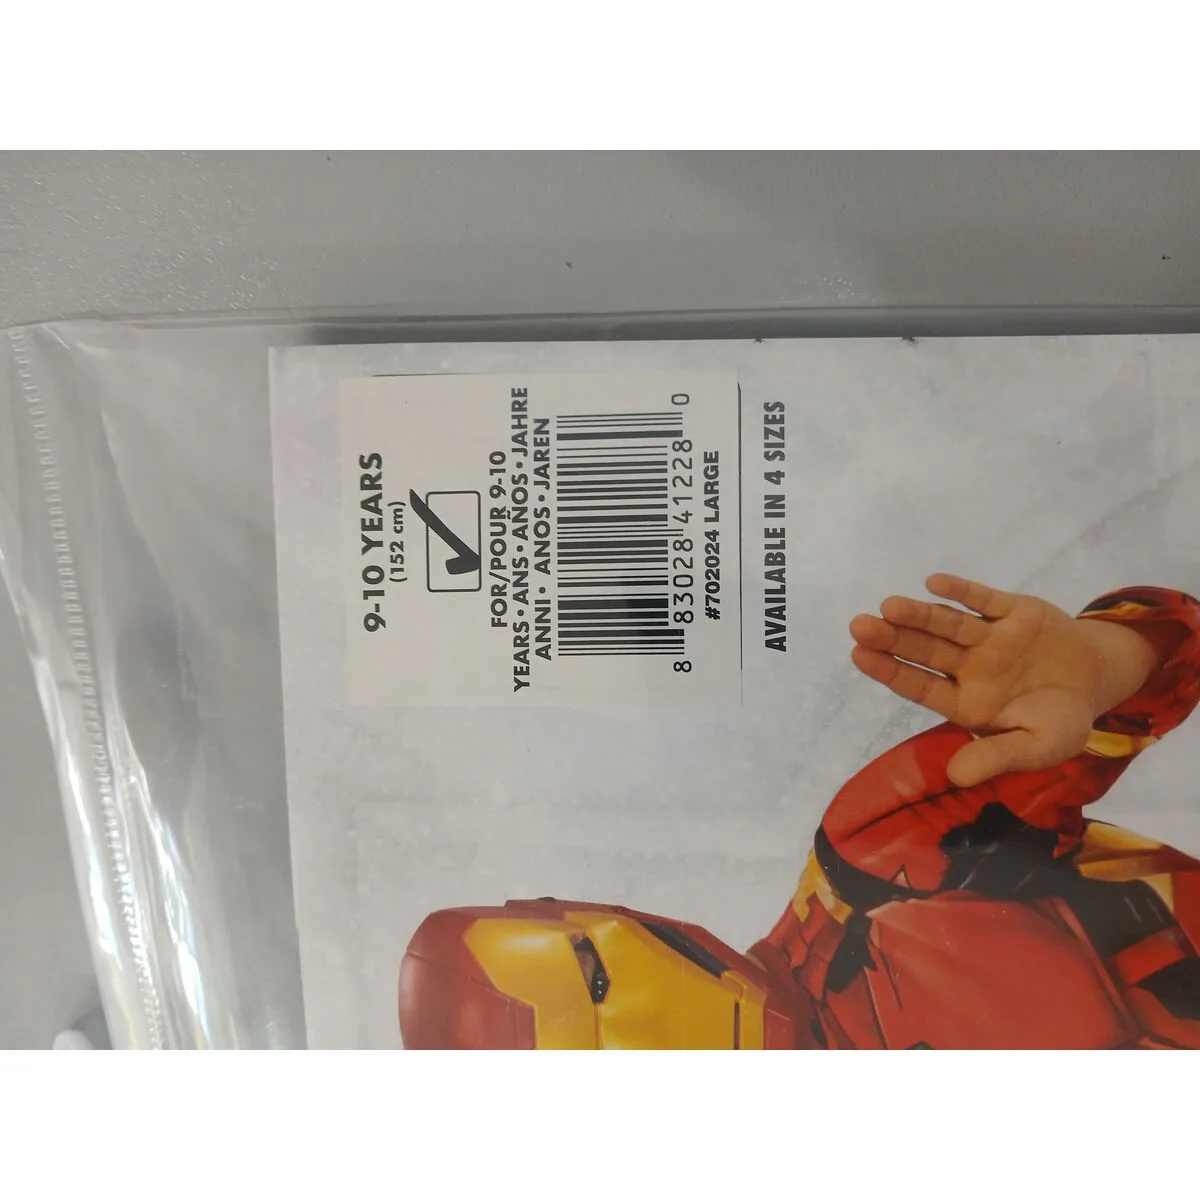 9-10 YEARS
(152 cm)
FOR/POUR 9-10
YEARS • ANS • AÑOS • JAHRE
ANNI • ANOS • JAREN
8 83028 41228 0
#702024 LARGE
AVAILABLE IN 4 SIZES